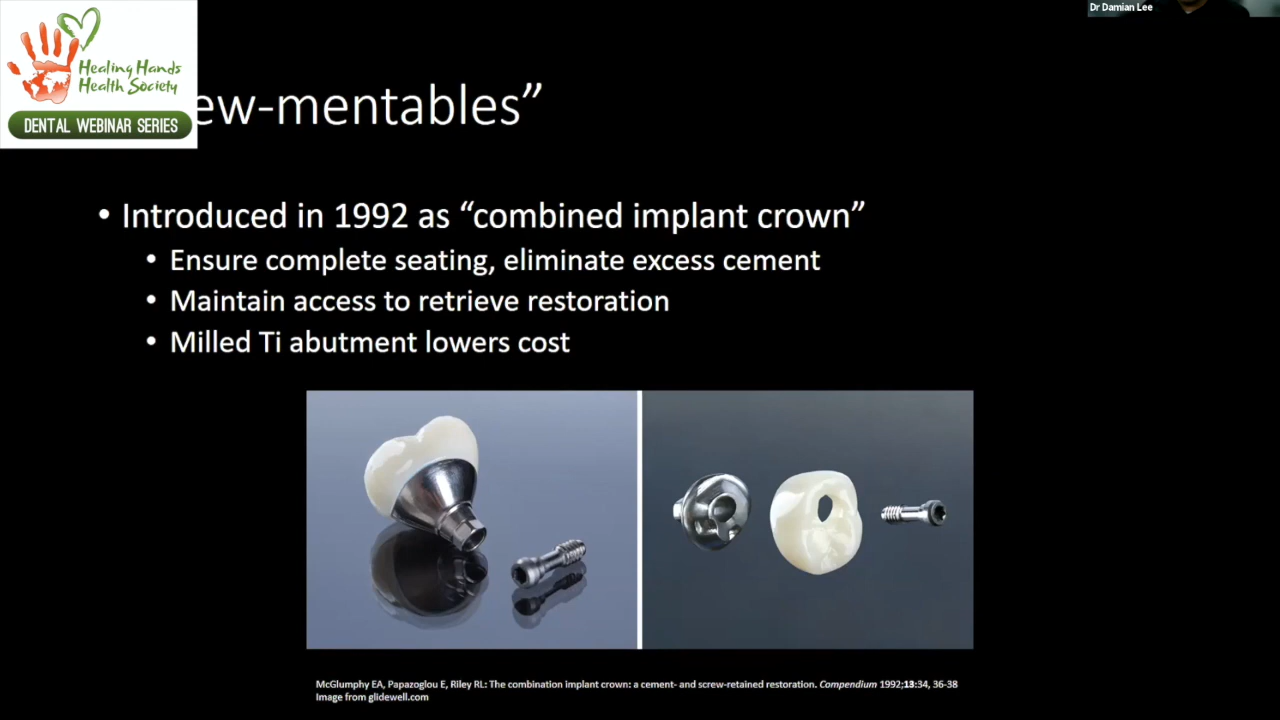 Dr Damian Lee
Healing Hands
Health Society
DENTAL WEBINAR SERIES
ew-mentables”
• Introduced in 1992 as “combined implant crown”
• Ensure complete seating, eliminate excess cement
• Maintain access to retrieve restoration
• Milled Ti abutment lowers cost
McGlumphy EA, Papazoglou E, Riley RL: The combination implant crown: a cement- and screw-retained restoration. Compendium 1992;13:34, 36-38
Image from glidewell.com